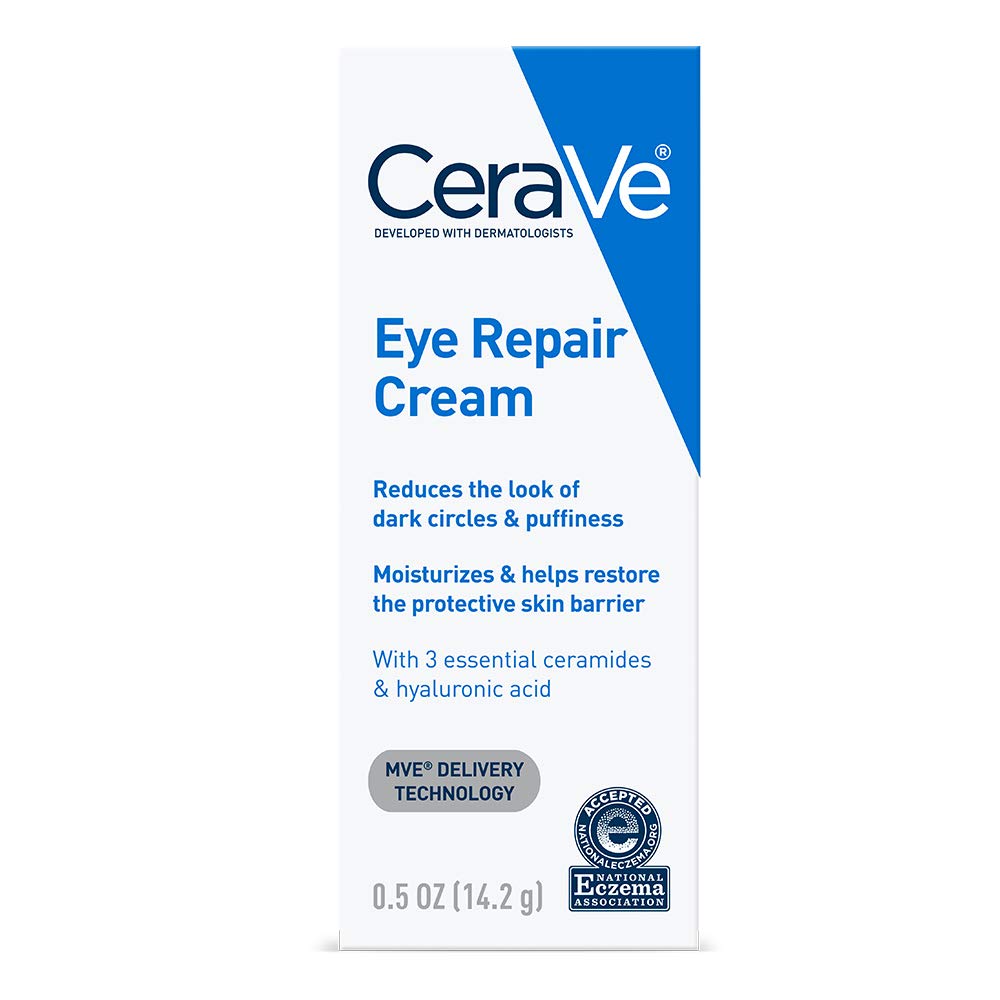 CeraVe®
DEVELOPED WITH DERMATOLOGISTS
Eye Repair
Cream
Reduces the look of
dark circles & puffiness
Moisturizes & helps restore
the protective skin barrier
With 3 essential ceramides
& hyaluronic acid
MVE® DELIVERY
TECHNOLOGY
ACCEPTED
e
NATIONALECZEMA.ORG
NATIONAL
Eczema
ASSOCIATION
0.5 OZ (14.2 g)